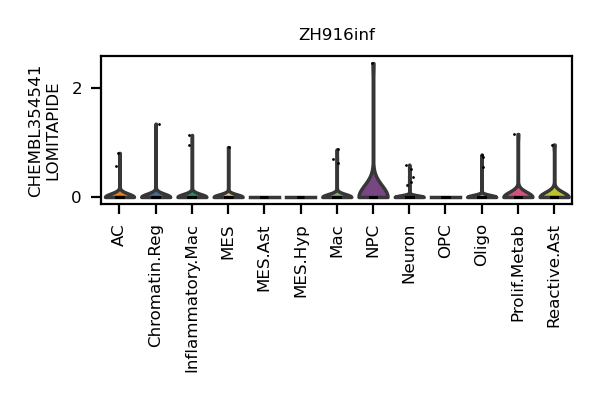 ZH916inf
CHEMBL354541
LOMITAPIDE
2
0
AC
Chromatin.Reg
Inflammatory.Mac
MES
MES.Ast
MES.Hyp
Mac
NPC
Neuron
OPC
Oligo
Prolif.Metab
Reactive.Ast